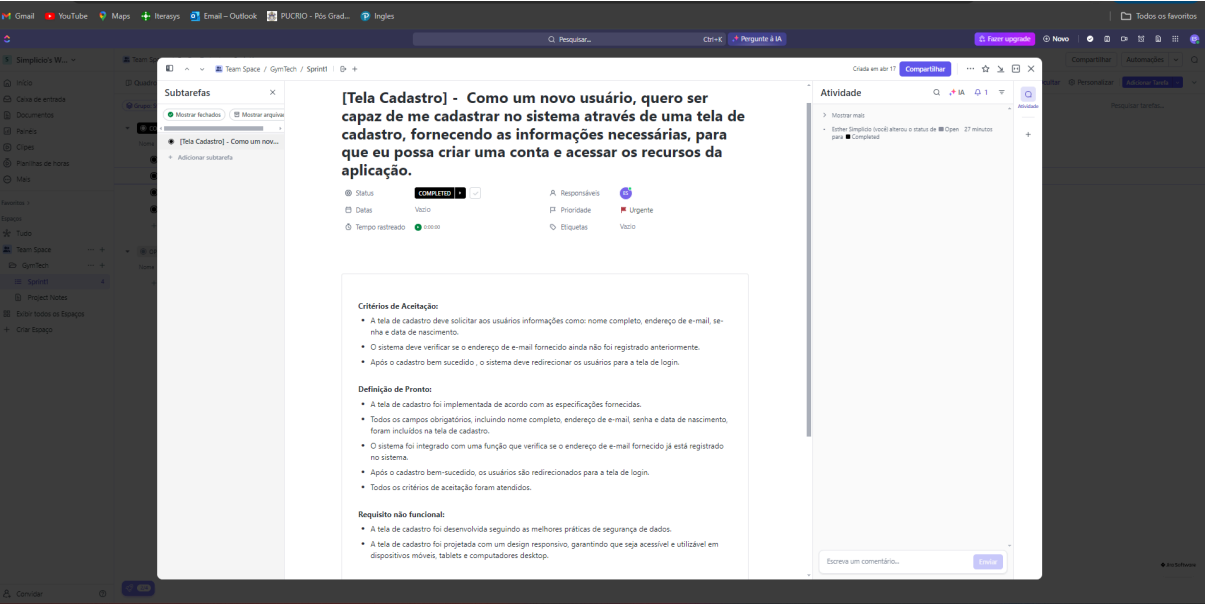 Gmail YouTube Maps Iterasys Email – Outlook PUCRIO - Pós Grad... Ingles Todos os favoritos
Pesquisar... Ctrl+K Pergunte à IA Fazer upgrade Novo
Simplicio's W...
Início
Caixa de entrada
Documentos
Painéis
Clipes
Planilhas de horas
Mais
Favoritos
Espaços
Tudo
Team Space
GymTech
Sprint1 4
Project Notes
Exibir todos os Espaços
Criar Espaço
Convidar
Team Sp
Quadro
Nome
Nome
Compartilhar Automações
Personalizar Adicionar Tarefa
Pesquisar tarefas...
Team Space / GymTech / Sprint1
Criada em abr 17 Compartilhar
Subtarefas
Mostrar fechados Mostrar arquiva
[Tela Cadastro] - Como um nov...
+ Adicionar subtarefa
[Tela Cadastro] - Como um novo usuário, quero ser
capaz de me cadastrar no sistema através de uma tela de
cadastro, fornecendo as informações necessárias, para
que eu possa criar uma conta e acessar os recursos da
aplicação.
Status COMPLETED Responsáveis ES
Datas Vazio Prioridade Urgente
Tempo rastreado 0:00:00 Etiquetas Vazio
Critérios de Aceitação:
• A tela de cadastro deve solicitar aos usuários informações como: nome completo, endereço de e-mail, se-
nha e data de nascimento.
• O sistema deve verificar se o endereço de e-mail fornecido ainda não foi registrado anteriormente.
• Após o cadastro bem sucedido , o sistema deve redirecionar os usuários para a tela de login.
Definição de Pronto:
• A tela de cadastro foi implementada de acordo com as especificações fornecidas.
• Todos os campos obrigatórios, incluindo nome completo, endereço de e-mail, senha e data de nascimento,
foram incluídos na tela de cadastro.
• O sistema foi integrado com uma função que verifica se o endereço de e-mail fornecido já está registrado
no sistema.
• Após o cadastro bem-sucedido, os usuários são redirecionados para a tela de login.
• Todos os critérios de aceitação foram atendidos.
Requisito não funcional:
• A tela de cadastro foi desenvolvida seguindo as melhores práticas de segurança de dados.
• A tela de cadastro foi projetada com um design responsivo, garantindo que seja acessível e utilizável em
dispositivos móveis, tablets e computadores desktop.
Atividade IA 1
Mostrar mais
Esther Simplicio (você) alterou o status de Open 27 minutos
para Completed
Escreva um comentário... Enviar
Atividade